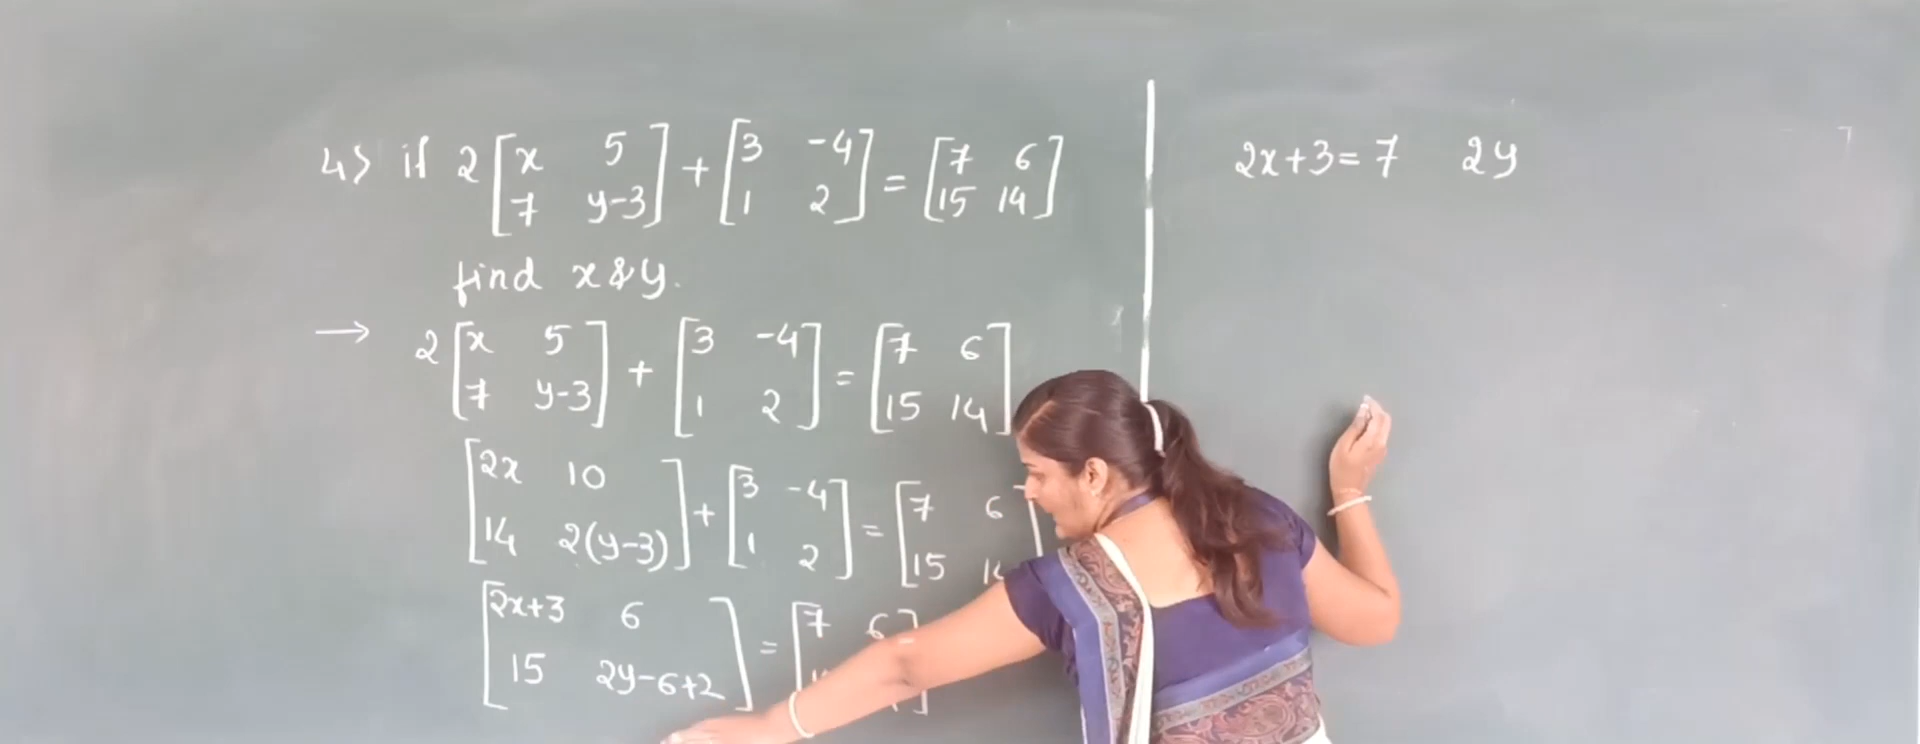 4> if 2 [x 5] + [3 -4] = [7 6]
[7 y-3] [1 2] [15 14]
find x & y.
→ 2 [x 5] + [3 -4] = [7 6]
[7 y-3] [1 2] [15 14]
[2x 10] + [3 -4] = [7 6]
[14 2(y-3)] [1 2] [15
[2x+3 6] = [7 6]
[15 2y-6+2]
2x+3=7 2y